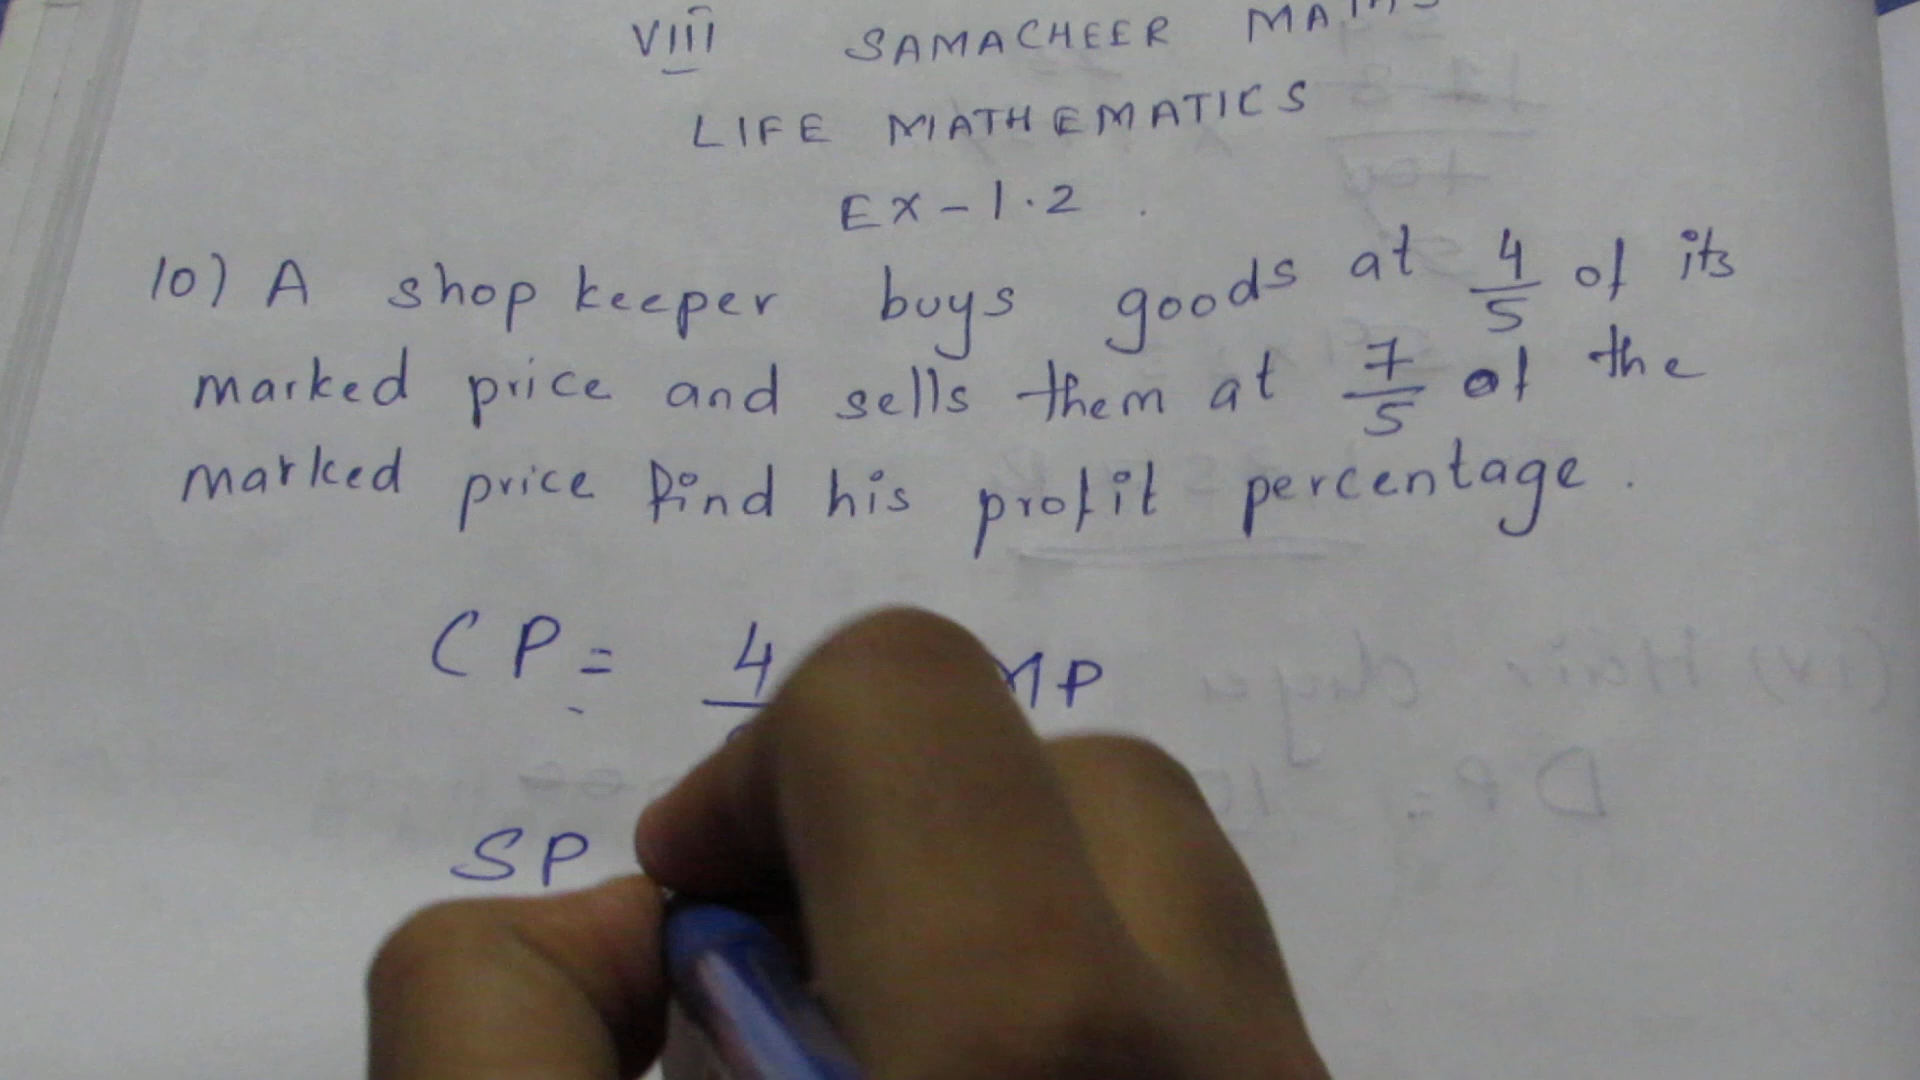 VIII SAMACHEER
LIFE MATHEMATICS
EX-1.2.
10) A shop keeper buys goods at 4/5 of its
marked price and sells them at 7/5 of the
marked price find his profit percentage.
CP = 4 MP
SP